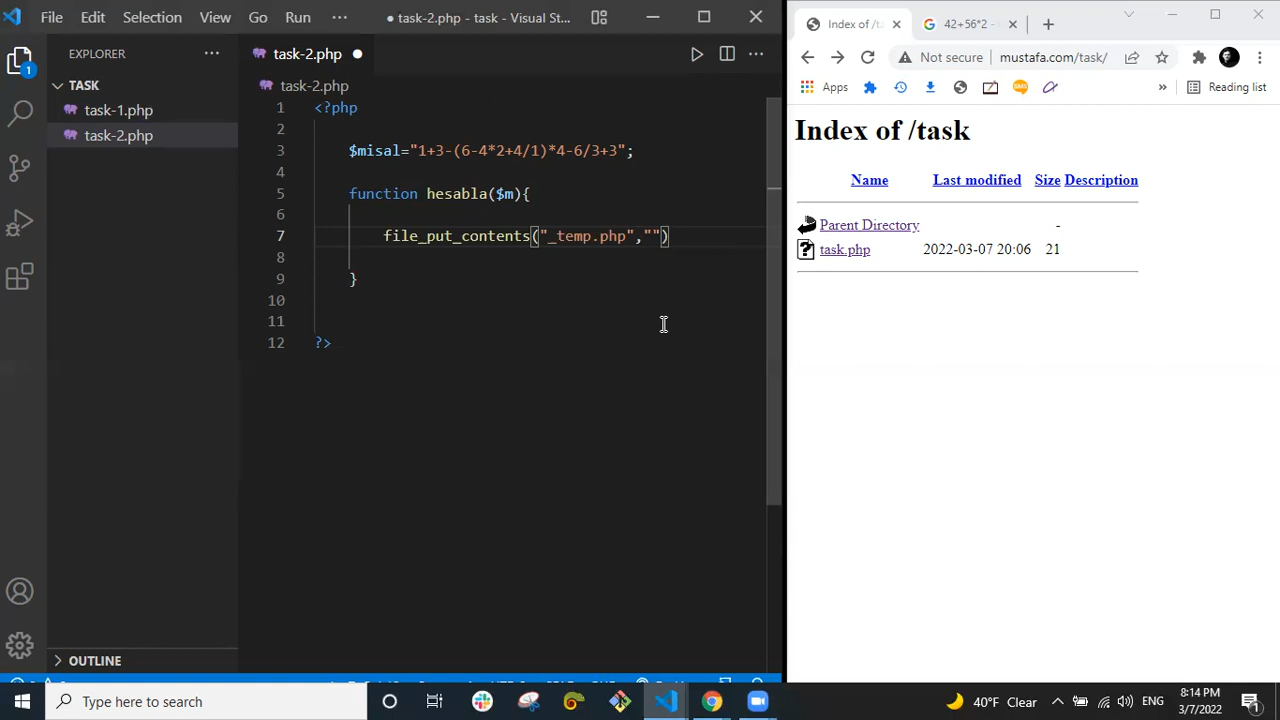 File Edit Selection View Go Run ··· ● task-2.php - task - Visual St...
EXPLORER ···
TASK
task-1.php
task-2.php
OUTLINE
1
task-2.php ●
task-2.php
1 <?php
2
3 $misal="1+3-(6-4*2+4/1)*4-6/3+3";
4
5 function hesabla($m){
6
7 file_put_contents("_temp.php","")
8
9 }
10
11
12 ?>
Index of /ta
42+56*2 -
Not secure | mustafa.com/task/
Apps SMS » Reading list
Index of /task
Name Last modified Size Description
Parent Directory -
task.php 2022-03-07 20:06 21
Type here to search
40°F Clear ENG 8:14 PM
3/7/2022
1